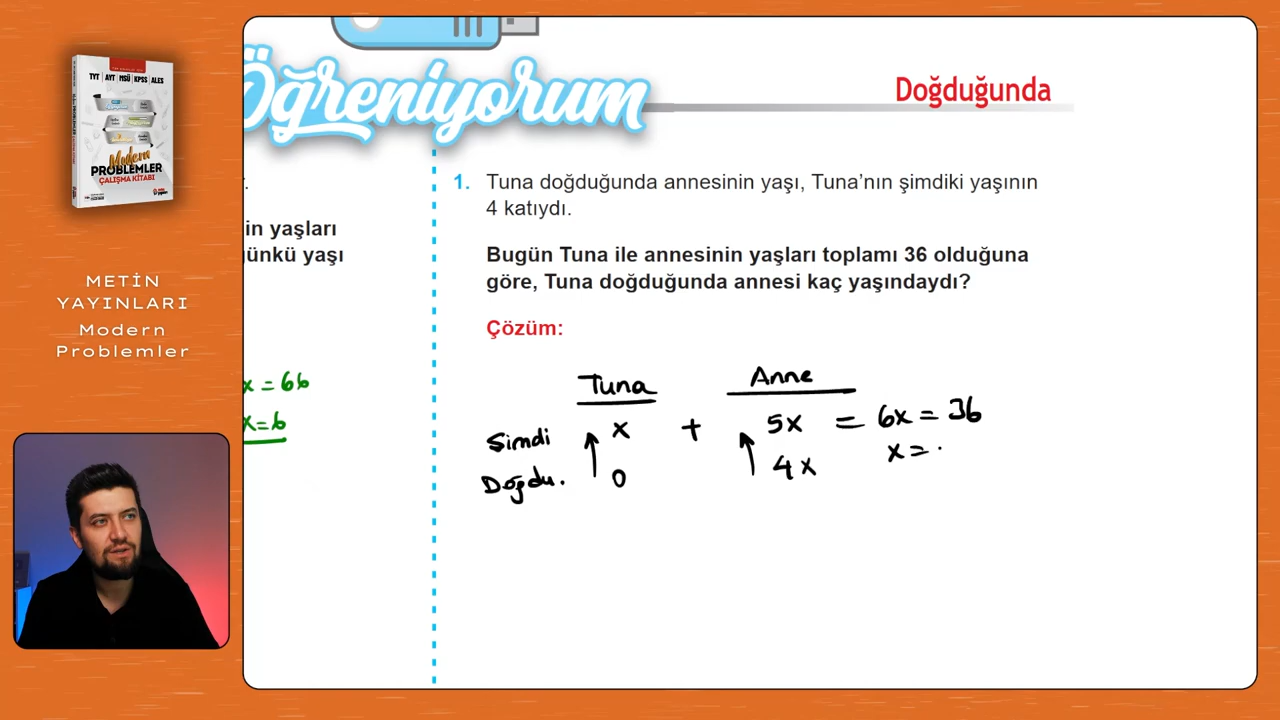 TYT AYT MSÜ KPSS ALES
Modern
PROBLEMLER
ÇALIŞMA KİTABI
METİN
YAYINLARI
Modern
Problemler
Öğreniyorum
Doğduğunda
r.
in yaşları
ünkü yaşı
x = 66
x = 6
1. Tuna doğduğunda annesinin yaşı, Tuna’nın şimdiki yaşının
4 katıydı.
Bugün Tuna ile annesinin yaşları toplamı 36 olduğuna
göre, Tuna doğduğunda annesi kaç yaşındaydı?
Çözüm:
Tuna Anne
Şimdi x + 5x = 6x = 36
Doğdu. 0 4x x =